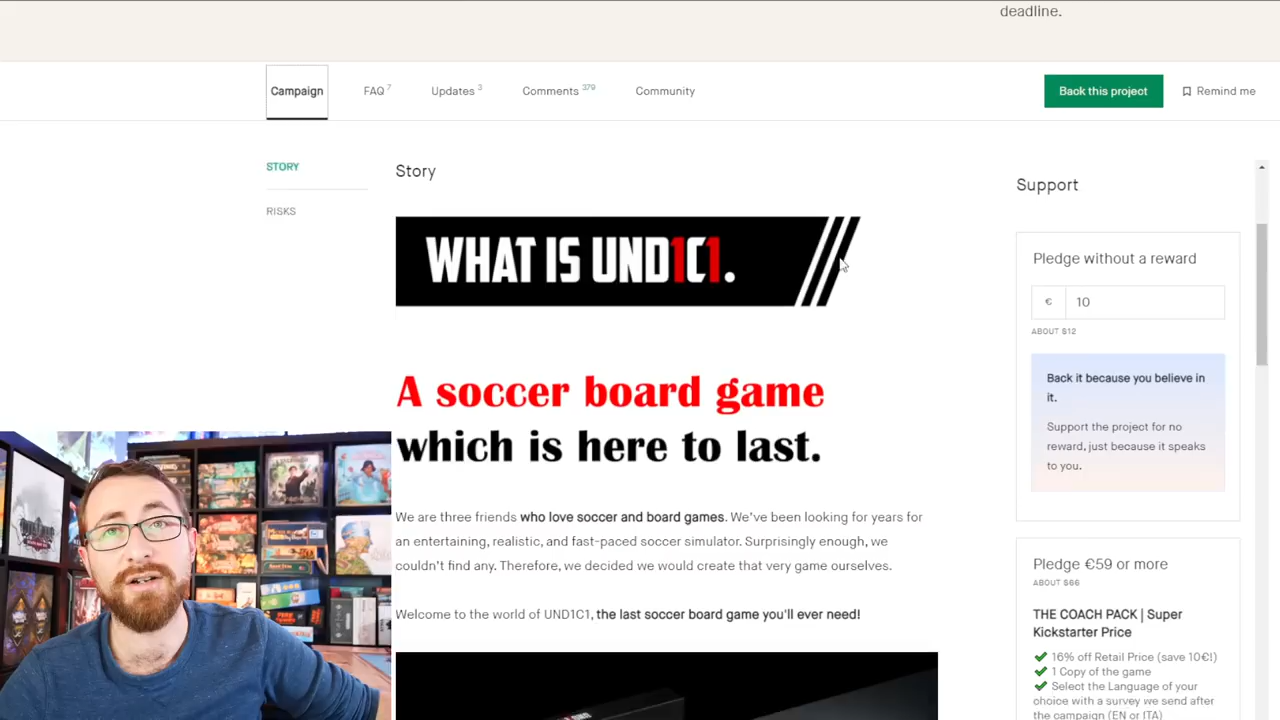 deadline.
Campaign
FAQ 7
Updates 3
Comments 379
Community
Back this project
Remind me
STORY
RISKS
Story
WHAT IS UND1C1.
A soccer board game
which is here to last.
We are three friends who love soccer and board games. We've been looking for years for
an entertaining, realistic, and fast-paced soccer simulator. Surprisingly enough, we
couldn't find any. Therefore, we decided we would create that very game ourselves.
Welcome to the world of UND1C1, the last soccer board game you'll ever need!
Support
Pledge without a reward
€ 10
ABOUT $12
Back it because you believe in
it.
Support the project for no
reward, just because it speaks
to you.
Pledge €59 or more
ABOUT $66
THE COACH PACK | Super
Kickstarter Price
16% off Retail Price (save 10€!)
1 Copy of the game
Select the Language of your
choice with a survey we send after
the campaign (EN or ITA)